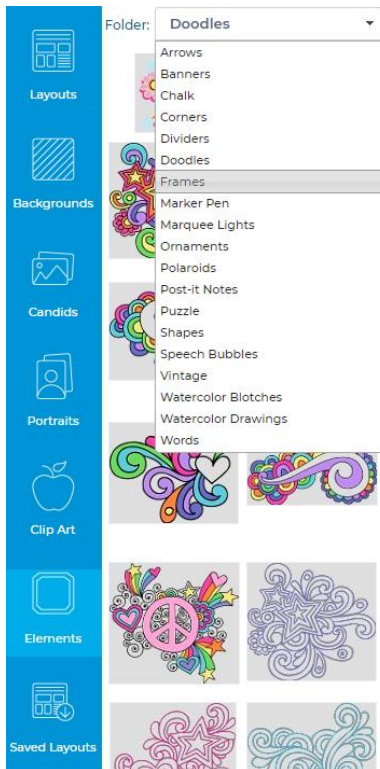 Folder: Doodles
Arrows
Banners
Chalk
Corners
Dividers
Doodles
Frames
Marker Pen
Marquee Lights
Ornaments
Polaroids
Post-it Notes
Puzzle
Shapes
Speech Bubbles
Vintage
Watercolor Blotches
Watercolor Drawings
Words
Layouts
Backgrounds
Candids
Portraits
Clip Art
Elements
Saved Layouts